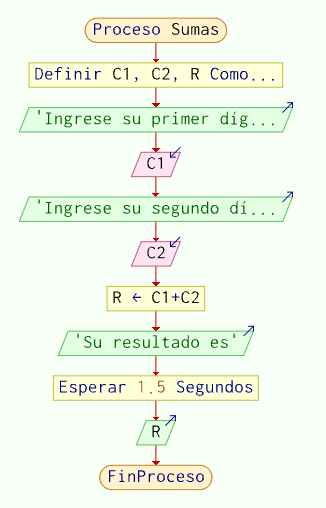 Proceso Sumas
Definir C1, C2, R Como...
'Ingrese su primer díg...
C1
'Ingrese su segundo dí...
C2
R ← C1+C2
'Su resultado es'
Esperar 1.5 Segundos
R
FinProceso